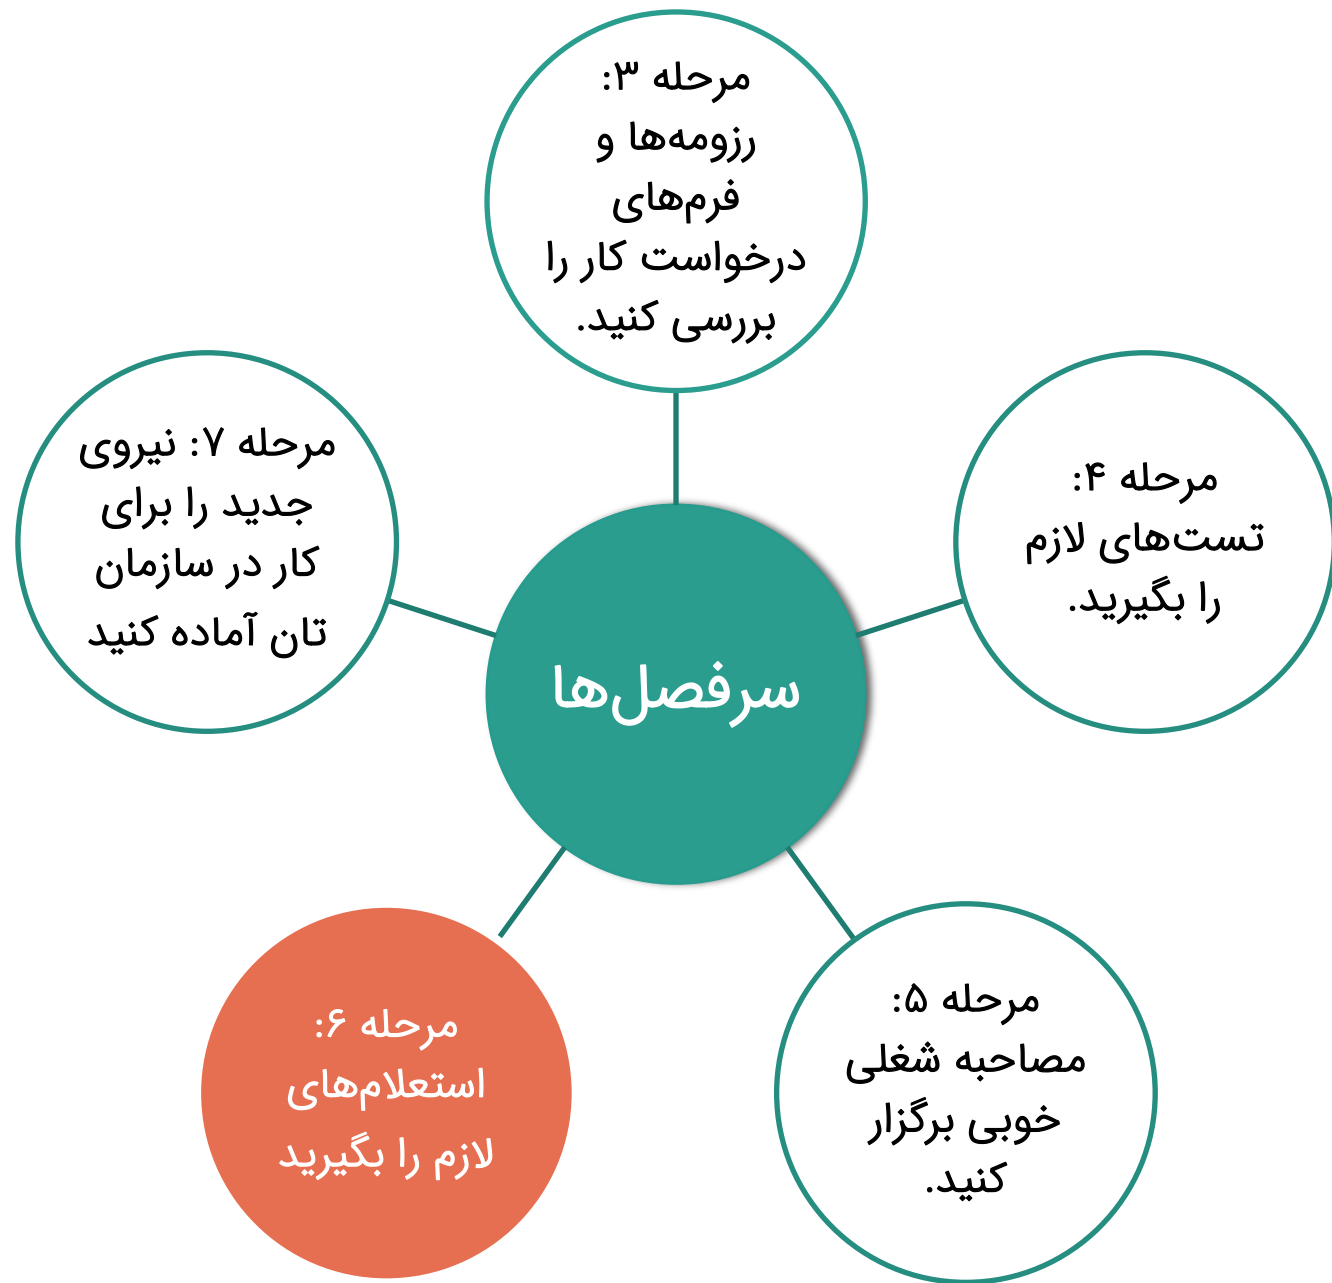 مرحله ۳:
رزومه‌ها و
فرم‌های
درخواست کار را
بررسی کنید.
مرحله ۴:
تست‌های لازم
را بگیرید.
مرحله ۵:
مصاحبه شغلی
خوبی برگزار
کنید.
مرحله ۶:
استعلام‌های
لازم را بگیرید
مرحله ۷: نیروی
جدید را برای
کار در سازمان
تان آماده کنید
سرفصل‌ها